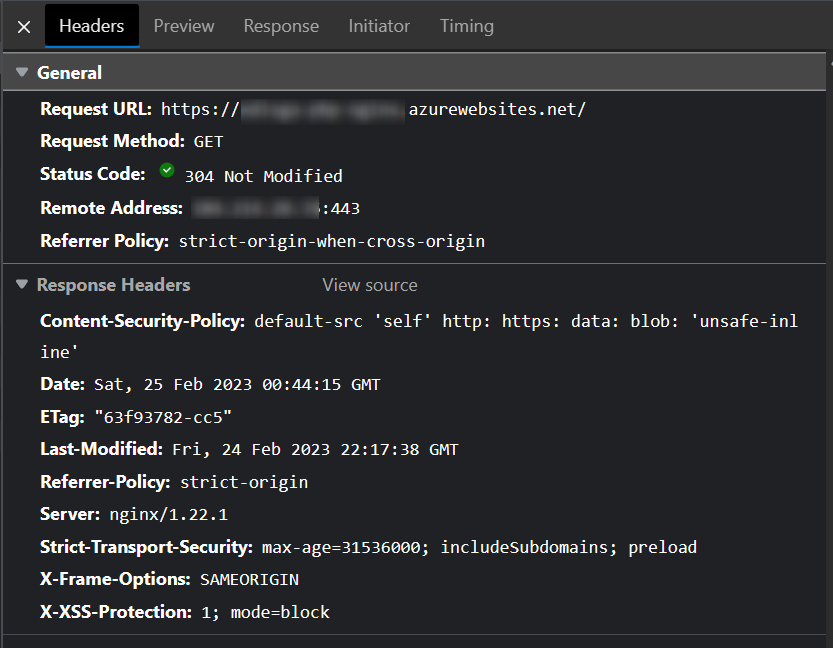 Headers Preview Response Initiator Timing
General
Request URL: https:// azurewebsites.net/
Request Method: GET
Status Code: 304 Not Modified
Remote Address: :443
Referrer Policy: strict-origin-when-cross-origin
Response Headers View source
Content-Security-Policy: default-src 'self' http: https: data: blob: 'unsafe-inl
ine'
Date: Sat, 25 Feb 2023 00:44:15 GMT
ETag: "63f93782-cc5"
Last-Modified: Fri, 24 Feb 2023 22:17:38 GMT
Referrer-Policy: strict-origin
Server: nginx/1.22.1
Strict-Transport-Security: max-age=31536000; includeSubdomains; preload
X-Frame-Options: SAMEORIGIN
X-XSS-Protection: 1; mode=block